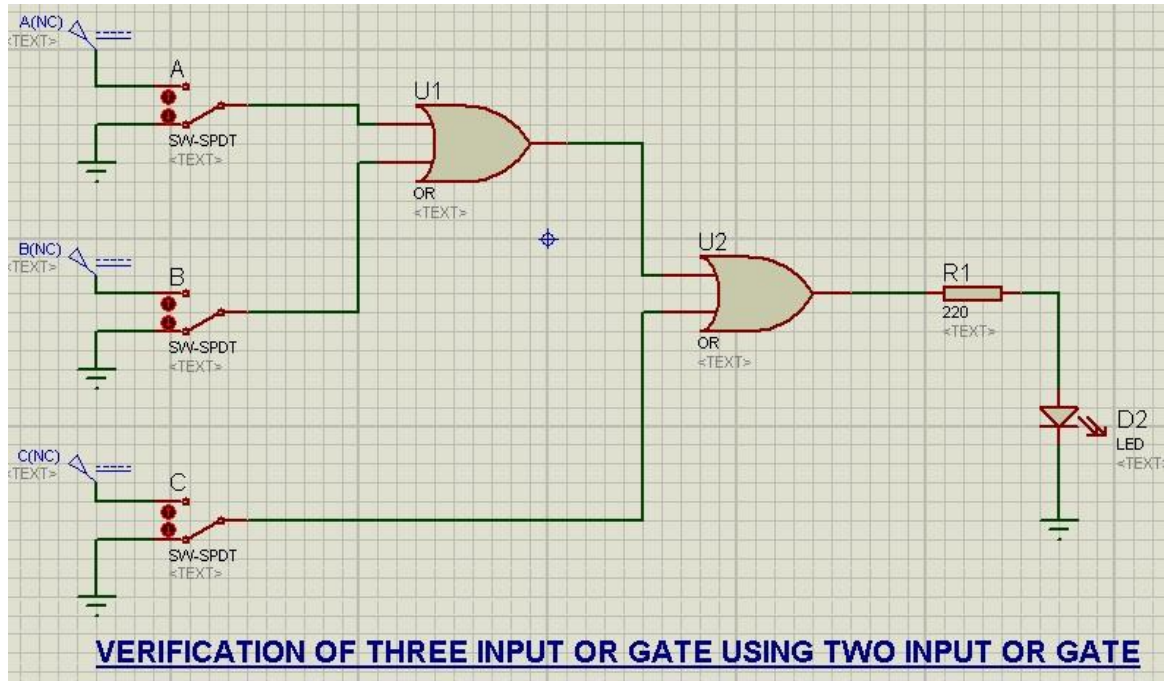 A(NC)
<TEXT>
A
SW-SPDT
<TEXT>
U1
OR
<TEXT>
B(NC)
<TEXT>
B
SW-SPDT
<TEXT>
U2
OR
<TEXT>
R1
220
<TEXT>
D2
LED
<TEXT>
C(NC)
<TEXT>
C
SW-SPDT
<TEXT>
VERIFICATION OF THREE INPUT OR GATE USING TWO INPUT OR GATE